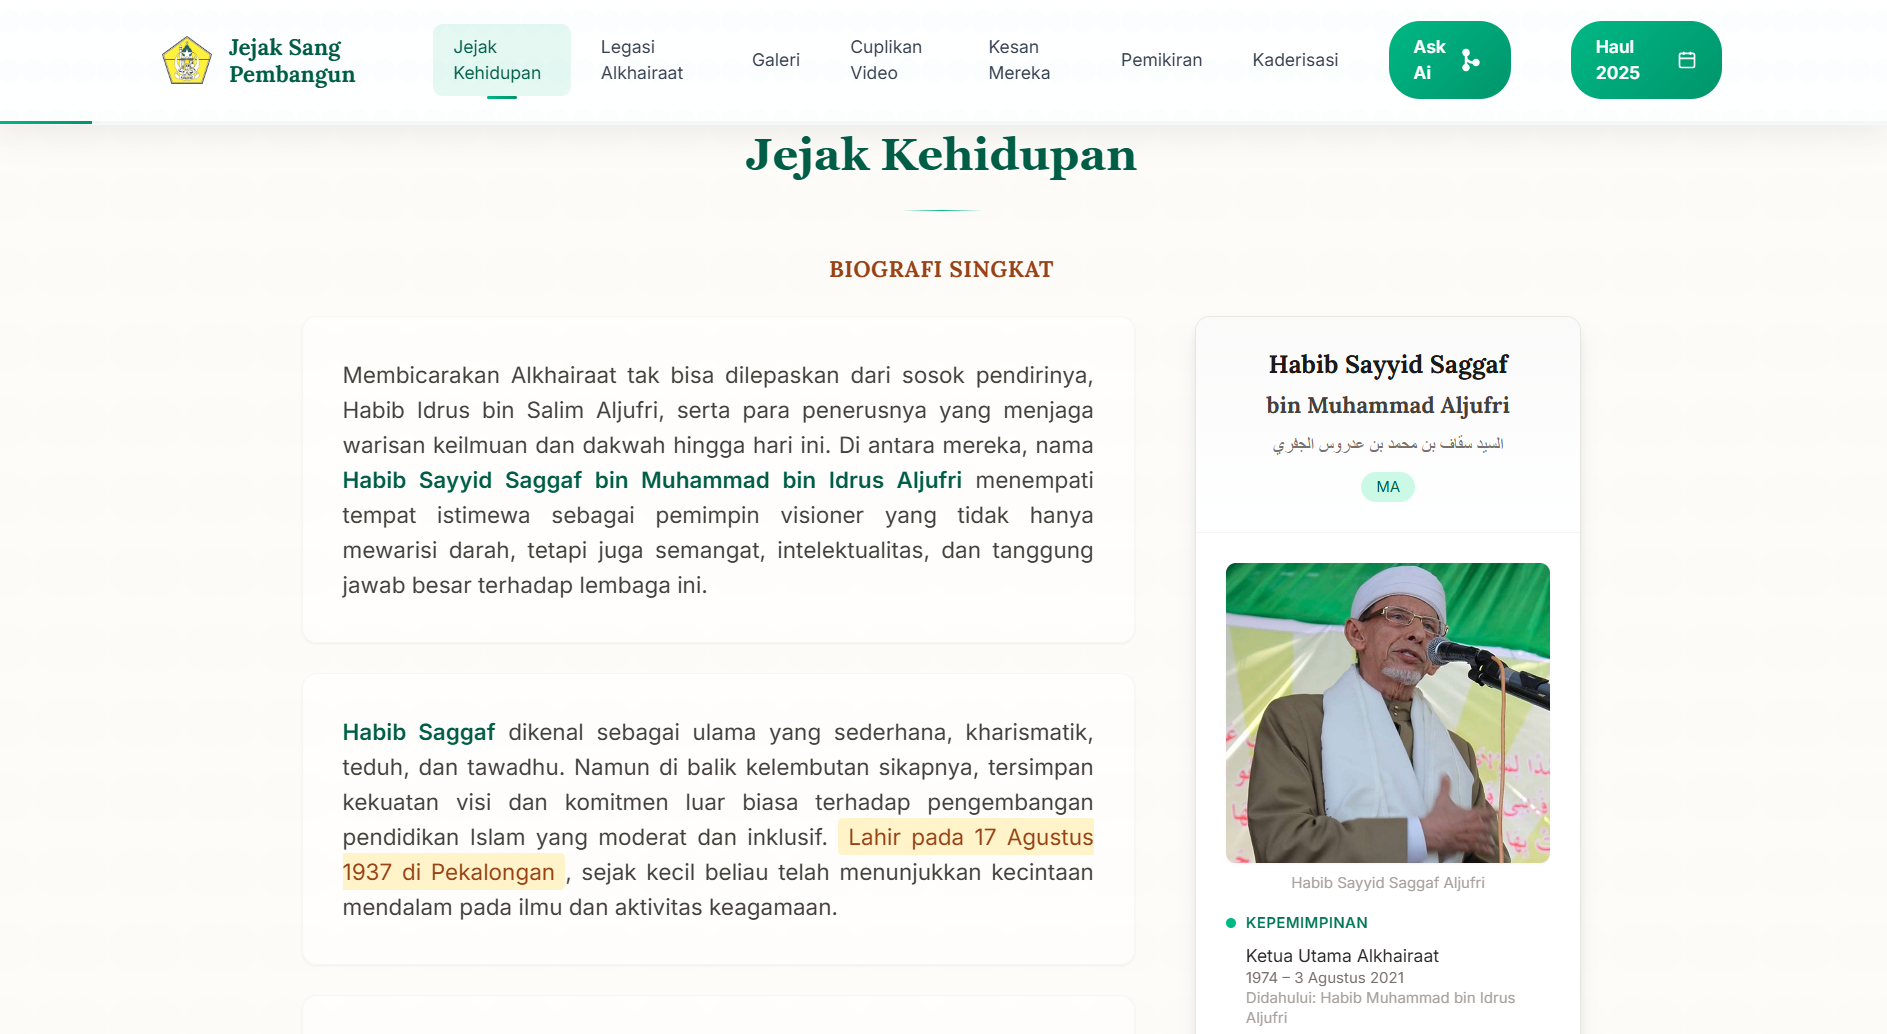 Jejak Sang
Pembangun
Jejak
Kehidupan
Legasi
Alkhairaat
Galeri
Cuplikan
Video
Kesan
Mereka
Pemikiran
Kaderisasi
Ask
Ai
Haul
2025
Jejak Kehidupan
BIOGRAFI SINGKAT
Membicarakan Alkhairaat tak bisa dilepaskan dari sosok pendirinya,
Habib Idrus bin Salim Aljufri, serta para penerusnya yang menjaga
warisan keilmuan dan dakwah hingga hari ini. Di antara mereka, nama
Habib Sayyid Saggaf bin Muhammad bin Idrus Aljufri menempati
tempat istimewa sebagai pemimpin visioner yang tidak hanya
mewarisi darah, tetapi juga semangat, intelektualitas, dan tanggung
jawab besar terhadap lembaga ini.
Habib Saggaf dikenal sebagai ulama yang sederhana, kharismatik,
teduh, dan tawadhu. Namun di balik kelembutan sikapnya, tersimpan
kekuatan visi dan komitmen luar biasa terhadap pengembangan
pendidikan Islam yang moderat dan inklusif. Lahir pada 17 Agustus
1937 di Pekalongan , sejak kecil beliau telah menunjukkan kecintaan
mendalam pada ilmu dan aktivitas keagamaan.
Habib Sayyid Saggaf
bin Muhammad Aljufri
السيد سقاف بن محمد بن عدروس الجفري
MA
Habib Sayyid Saggaf Aljufri
KEPEMIMPINAN
Ketua Utama Alkhairaat
1974 – 3 Agustus 2021
Didahului: Habib Muhammad bin Idrus
Aljufri